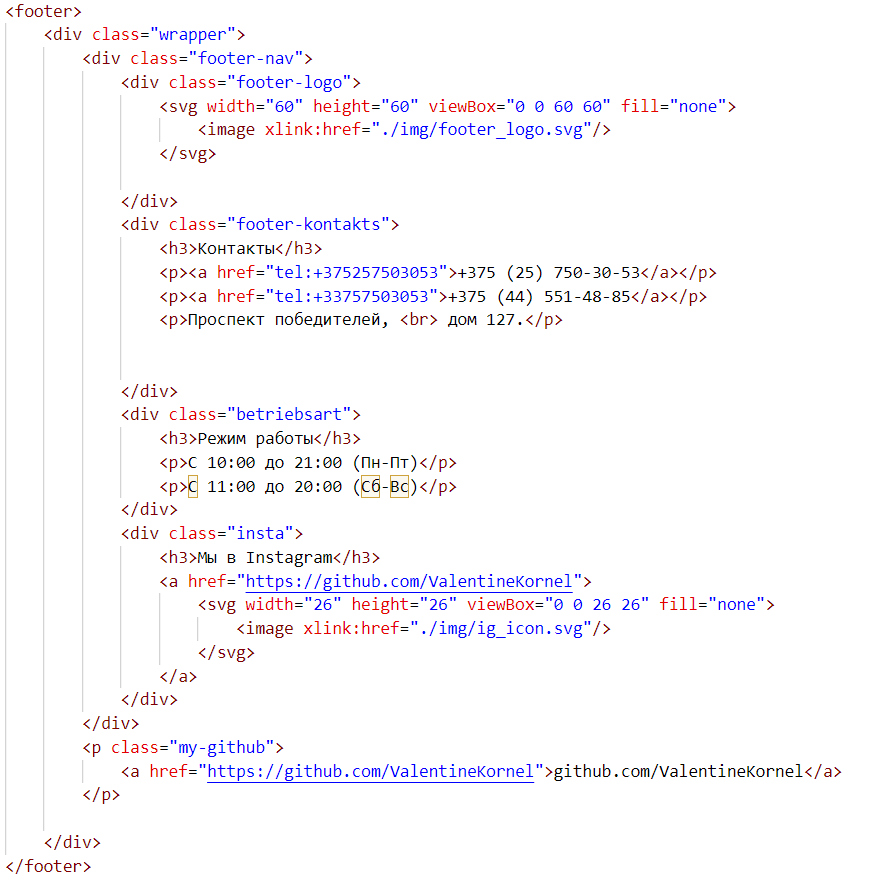 <footer>
<div class="wrapper">
<div class="footer-nav">
<div class="footer-logo">
<svg width="60" height="60" viewBox="0 0 60 60" fill="none">
<image xlink:href="./img/footer_logo.svg"/>
</svg>
</div>
<div class="footer-kontakts">
<h3>Контакты</h3>
<p><a href="tel:+375257503053">+375 (25) 750-30-53</a></p>
<p><a href="tel:+33757503053">+375 (44) 551-48-85</a></p>
<p>Проспект победителей, <br> дом 127.</p>
</div>
<div class="betriebsart">
<h3>Режим работы</h3>
<p>С 10:00 до 21:00 (Пн-Пт)</p>
<p>С 11:00 до 20:00 (Сб-Вс)</p>
</div>
<div class="insta">
<h3>Мы в Instagram</h3>
<a href="https://github.com/ValentineKornel">
<svg width="26" height="26" viewBox="0 0 26 26" fill="none">
<image xlink:href="./img/ig_icon.svg"/>
</svg>
</a>
</div>
</div>
<p class="my-github">
<a href="https://github.com/ValentineKornel">github.com/ValentineKornel</a>
</p>
</div>
</footer>